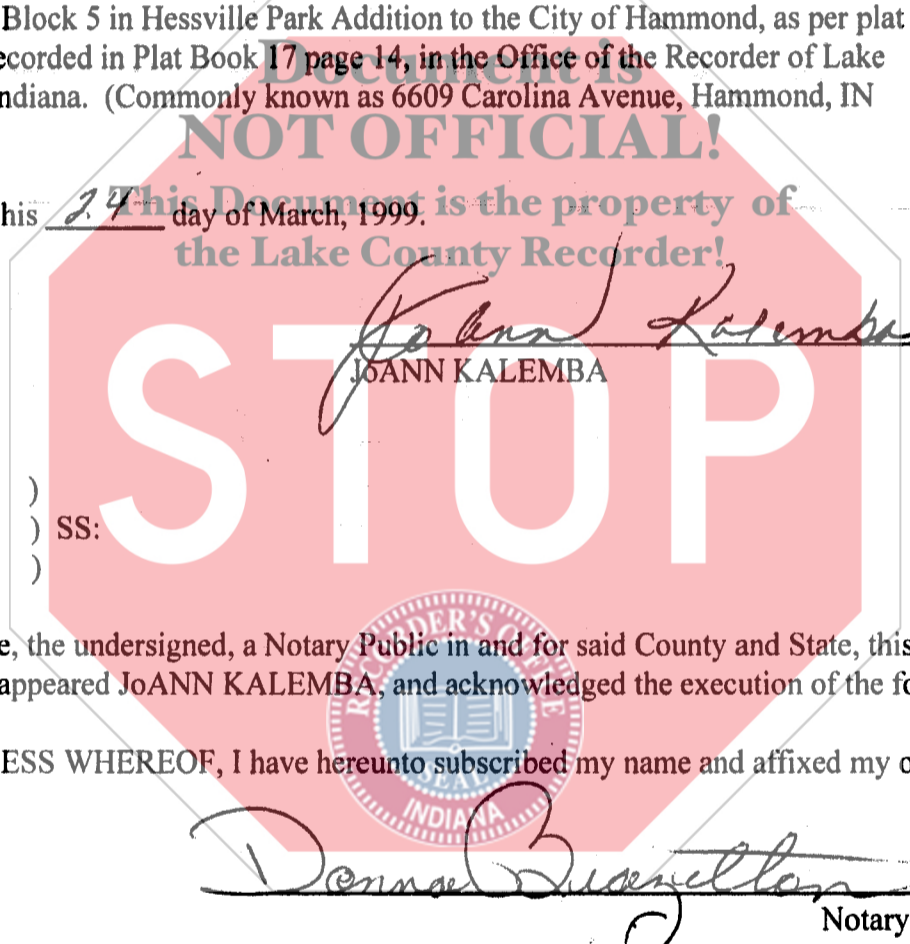 Block 5 in Hessville Park Addition to the City of Hammond, as per plat
ecorded in Plat Book 17 page 14, in the Office of the Recorder of Lake
Document is
ndiana. (Commonly known as 6609 Carolina Avenue, Hammond, IN
NOT OFFICIAL!
This Document is the property of
his 24 day of March, 1999.
the Lake County Recorder!
JoAnn Kalemba
JoANN KALEMBA
STOP
)
) SS:
)
RECORDER'S OFFICE
e, the undersigned, a Notary Public in and for said County and State, this
appeared JoANN KALEMBA, and acknowledged the execution of the fo
ESS WHEREOF, I have hereunto subscribed my name and affixed my o
SEAL
INDIANA
Donna
Notary